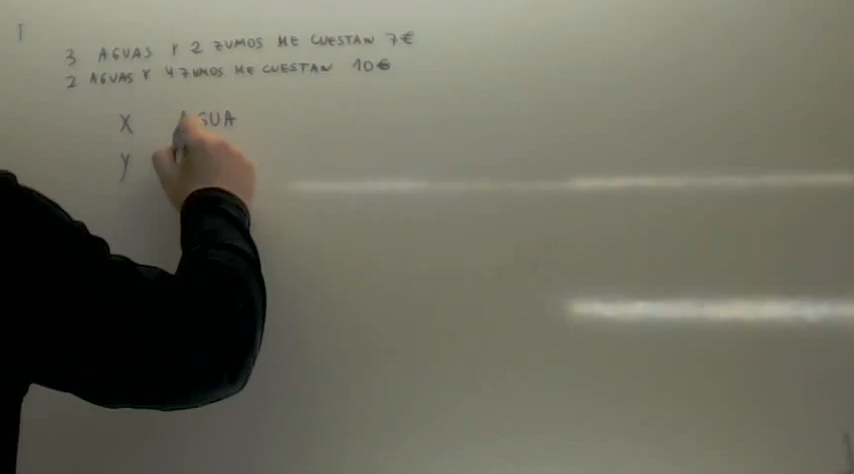 3 AGUAS Y 2 ZUMOS ME CUESTAN 7€
2 AGUAS Y 4 ZUMOS ME CUESTAN 10€
X AGUA
Y